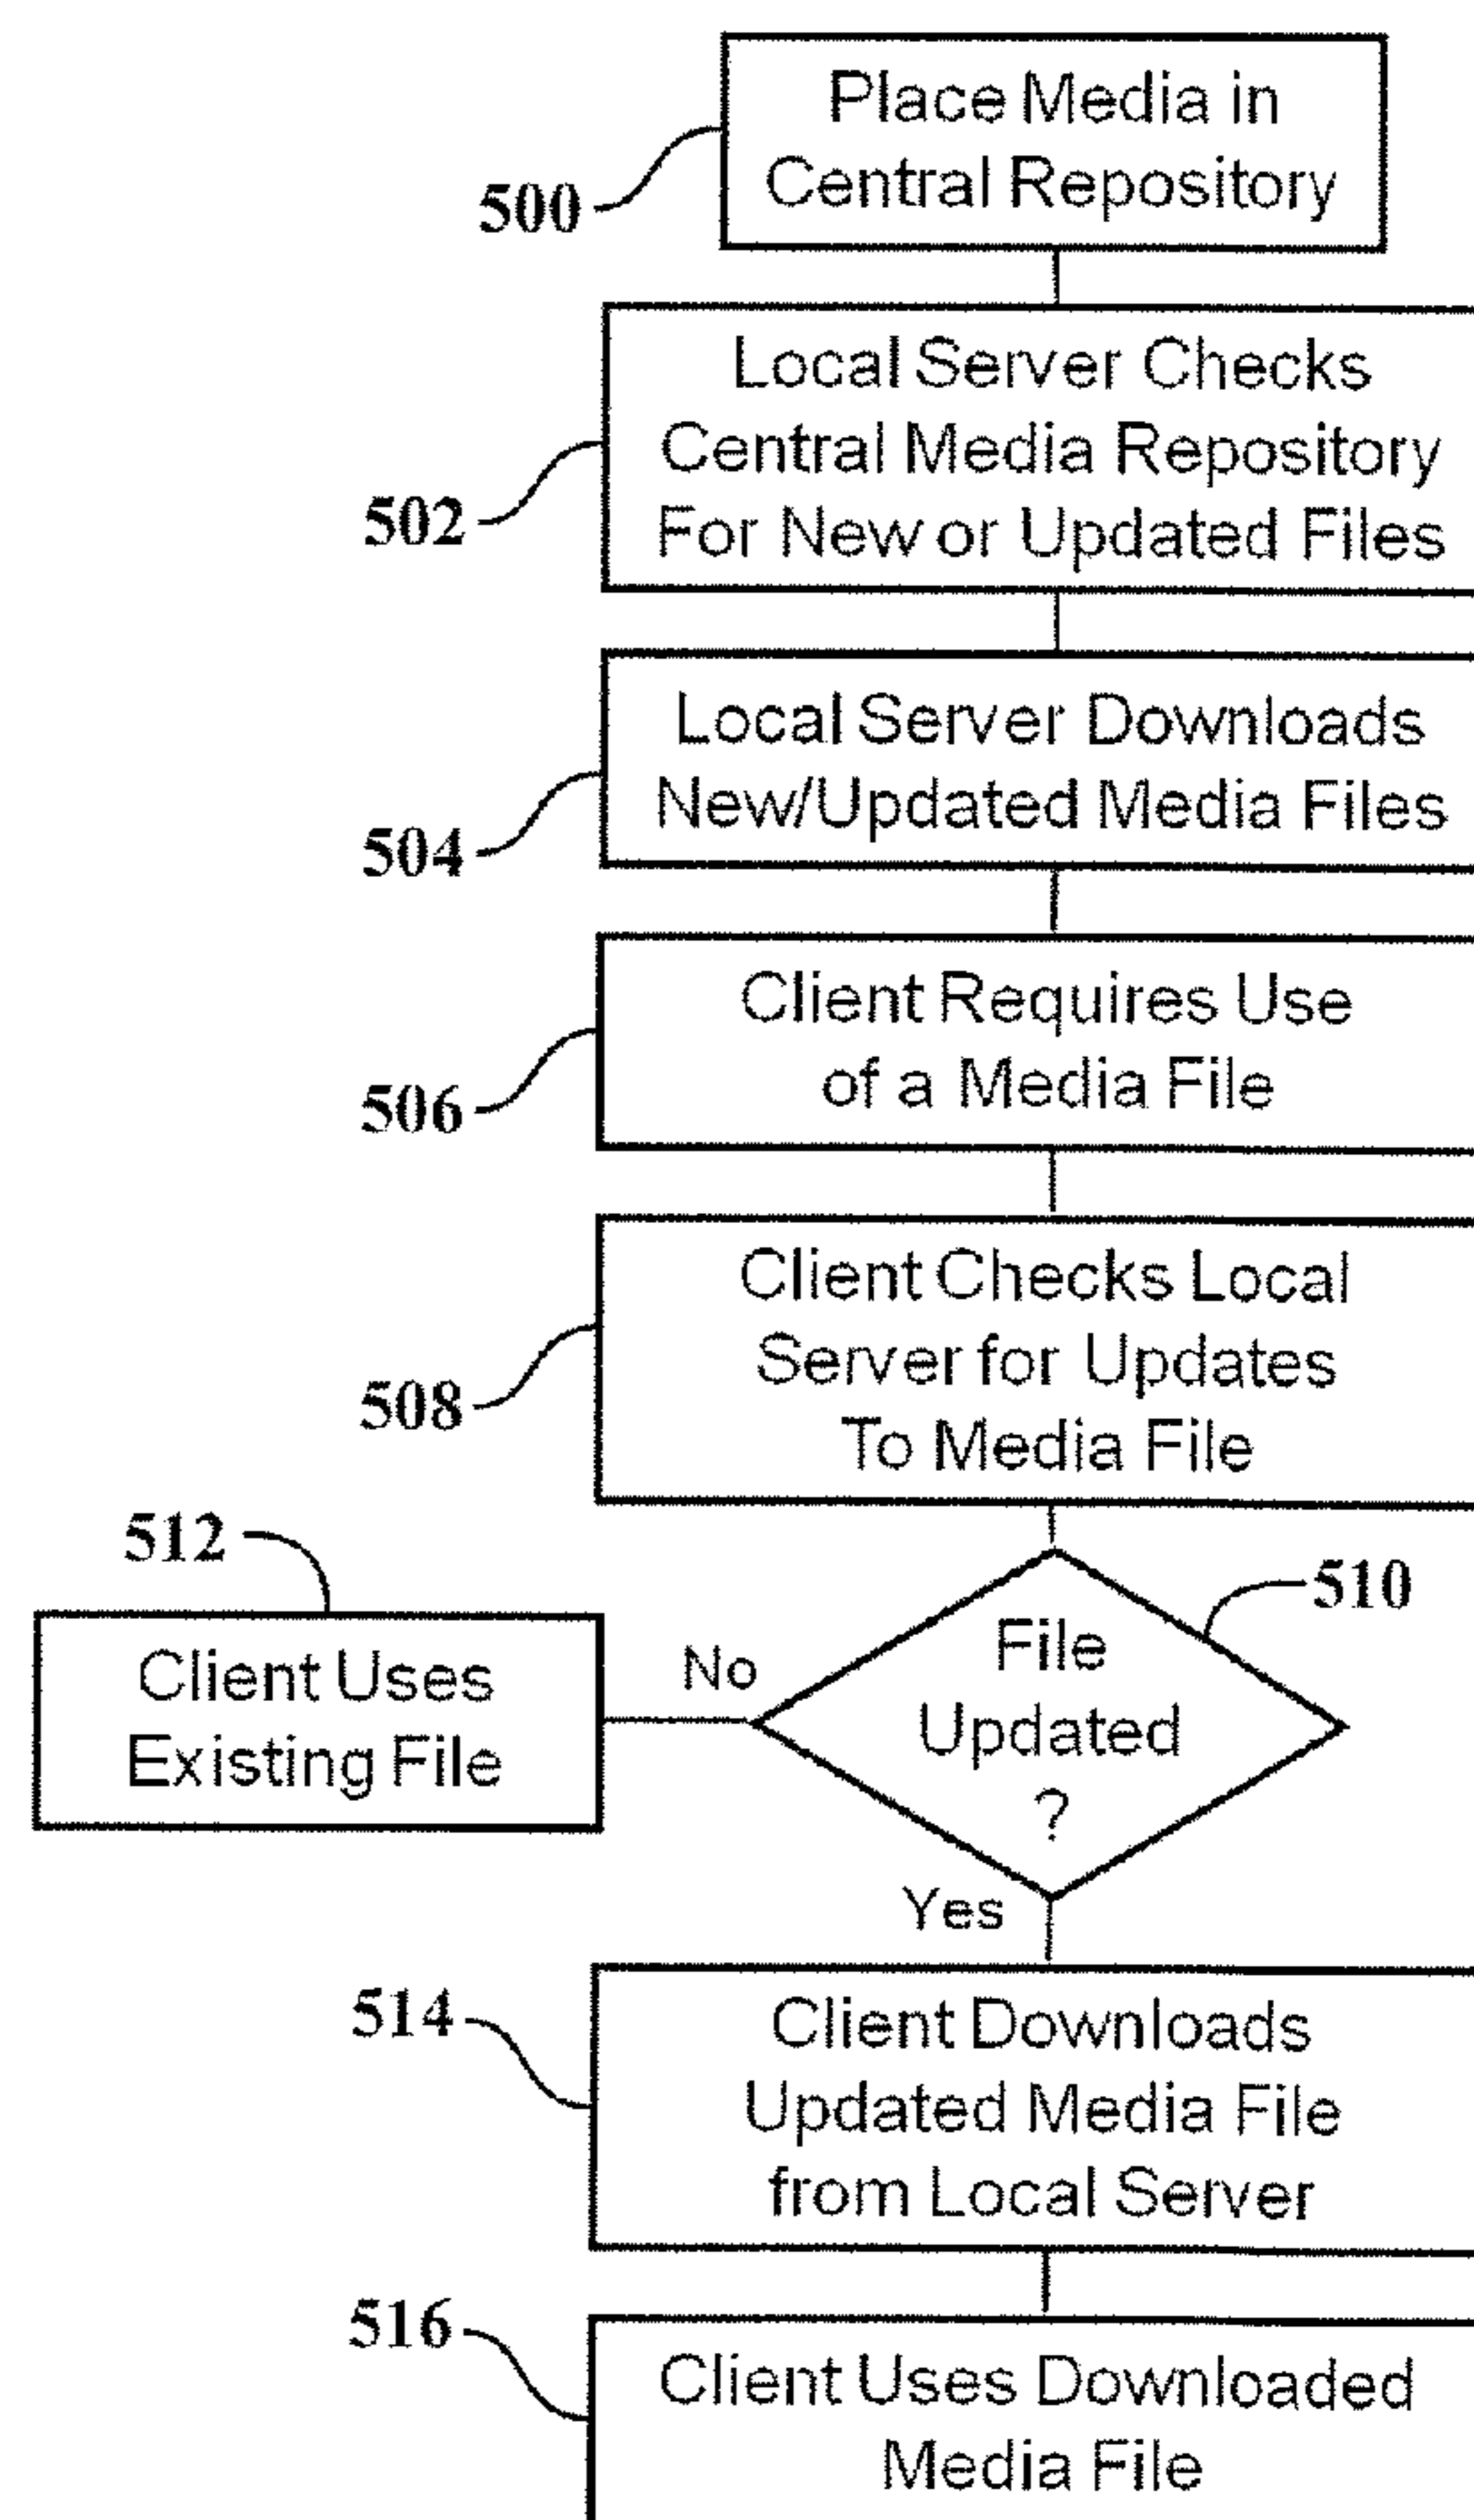 Place Media in
Central Repository
500
Local Server Checks
Central Media Repository
For New or Updated Files
502
Local Server Downloads
New/Updated Media Files
504
Client Requires Use
of a Media File
506
Client Checks Local
Server for Updates
To Media File
508
512
510
Client Uses
Existing File
No
File
Updated
?
Yes
514
Client Downloads
Updated Media File
from Local Server
516
Client Uses Downloaded
Media File